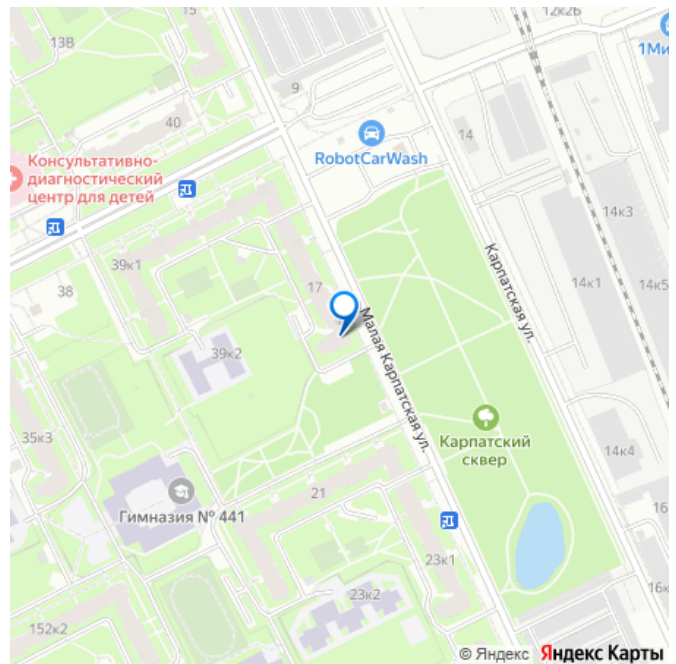 15
12к2Б
13В
1Ми
9
40
14
RobotCarWash
Консультативно-
диагностический
центр для детей
14к3
39к1
Карпатская ул.
38
17
14к1
14к5
Малая Карпатская ул.
39к2
35к3
Карпатский
сквер
14к4
21
Гимназия № 441
16
23к1
16к
23к2
152к2
© Яндекс Яндекс Карты